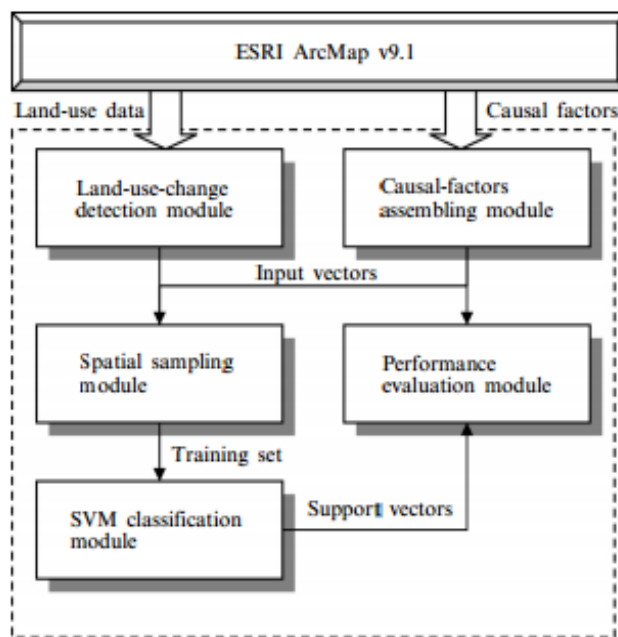 ESRI ArcMap v9.1
Land-use data
Causal factors
Land-use-change
detection module
Causal-factors
assembling module
Input vectors
Spatial sampling
module
Performance
evaluation module
Training set
SVM classification
module
Support vectors